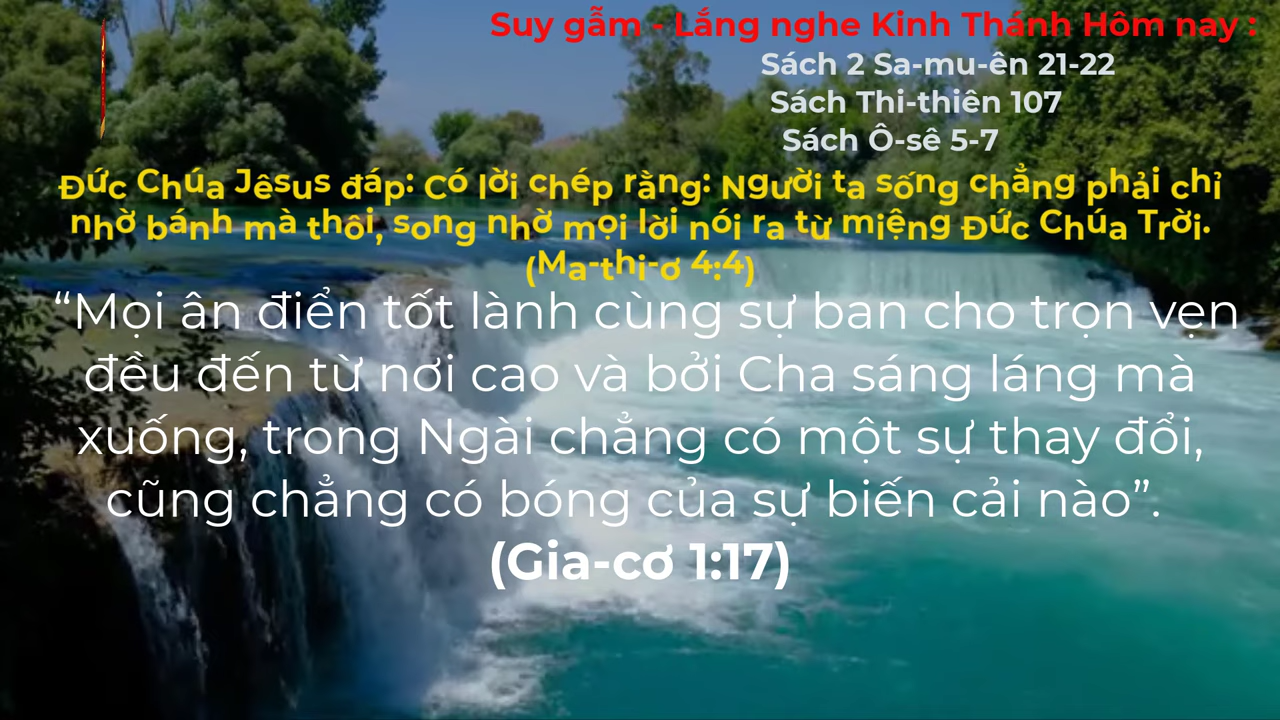 Suy gẫm - Lắng nghe Kinh Thánh Hôm nay :
Sách 2 Sa-mu-ên 21-22
Sách Thi-thiên 107
Sách Ô-sê 5-7
Đức Chúa Jêsus đáp: Có lời chép rằng: Người ta sống chẳng phải chỉ
nhờ bánh mà thôi, song nhờ mọi lời nói ra từ miệng Đức Chúa Trời.
(Ma-thi-ơ 4:4)
“Mọi ân điển tốt lành cùng sự ban cho trọn vẹn
đều đến từ nơi cao và bởi Cha sáng láng mà
xuống, trong Ngài chẳng có một sự thay đổi,
cũng chẳng có bóng của sự biến cải nào”.
(Gia-cơ 1:17)